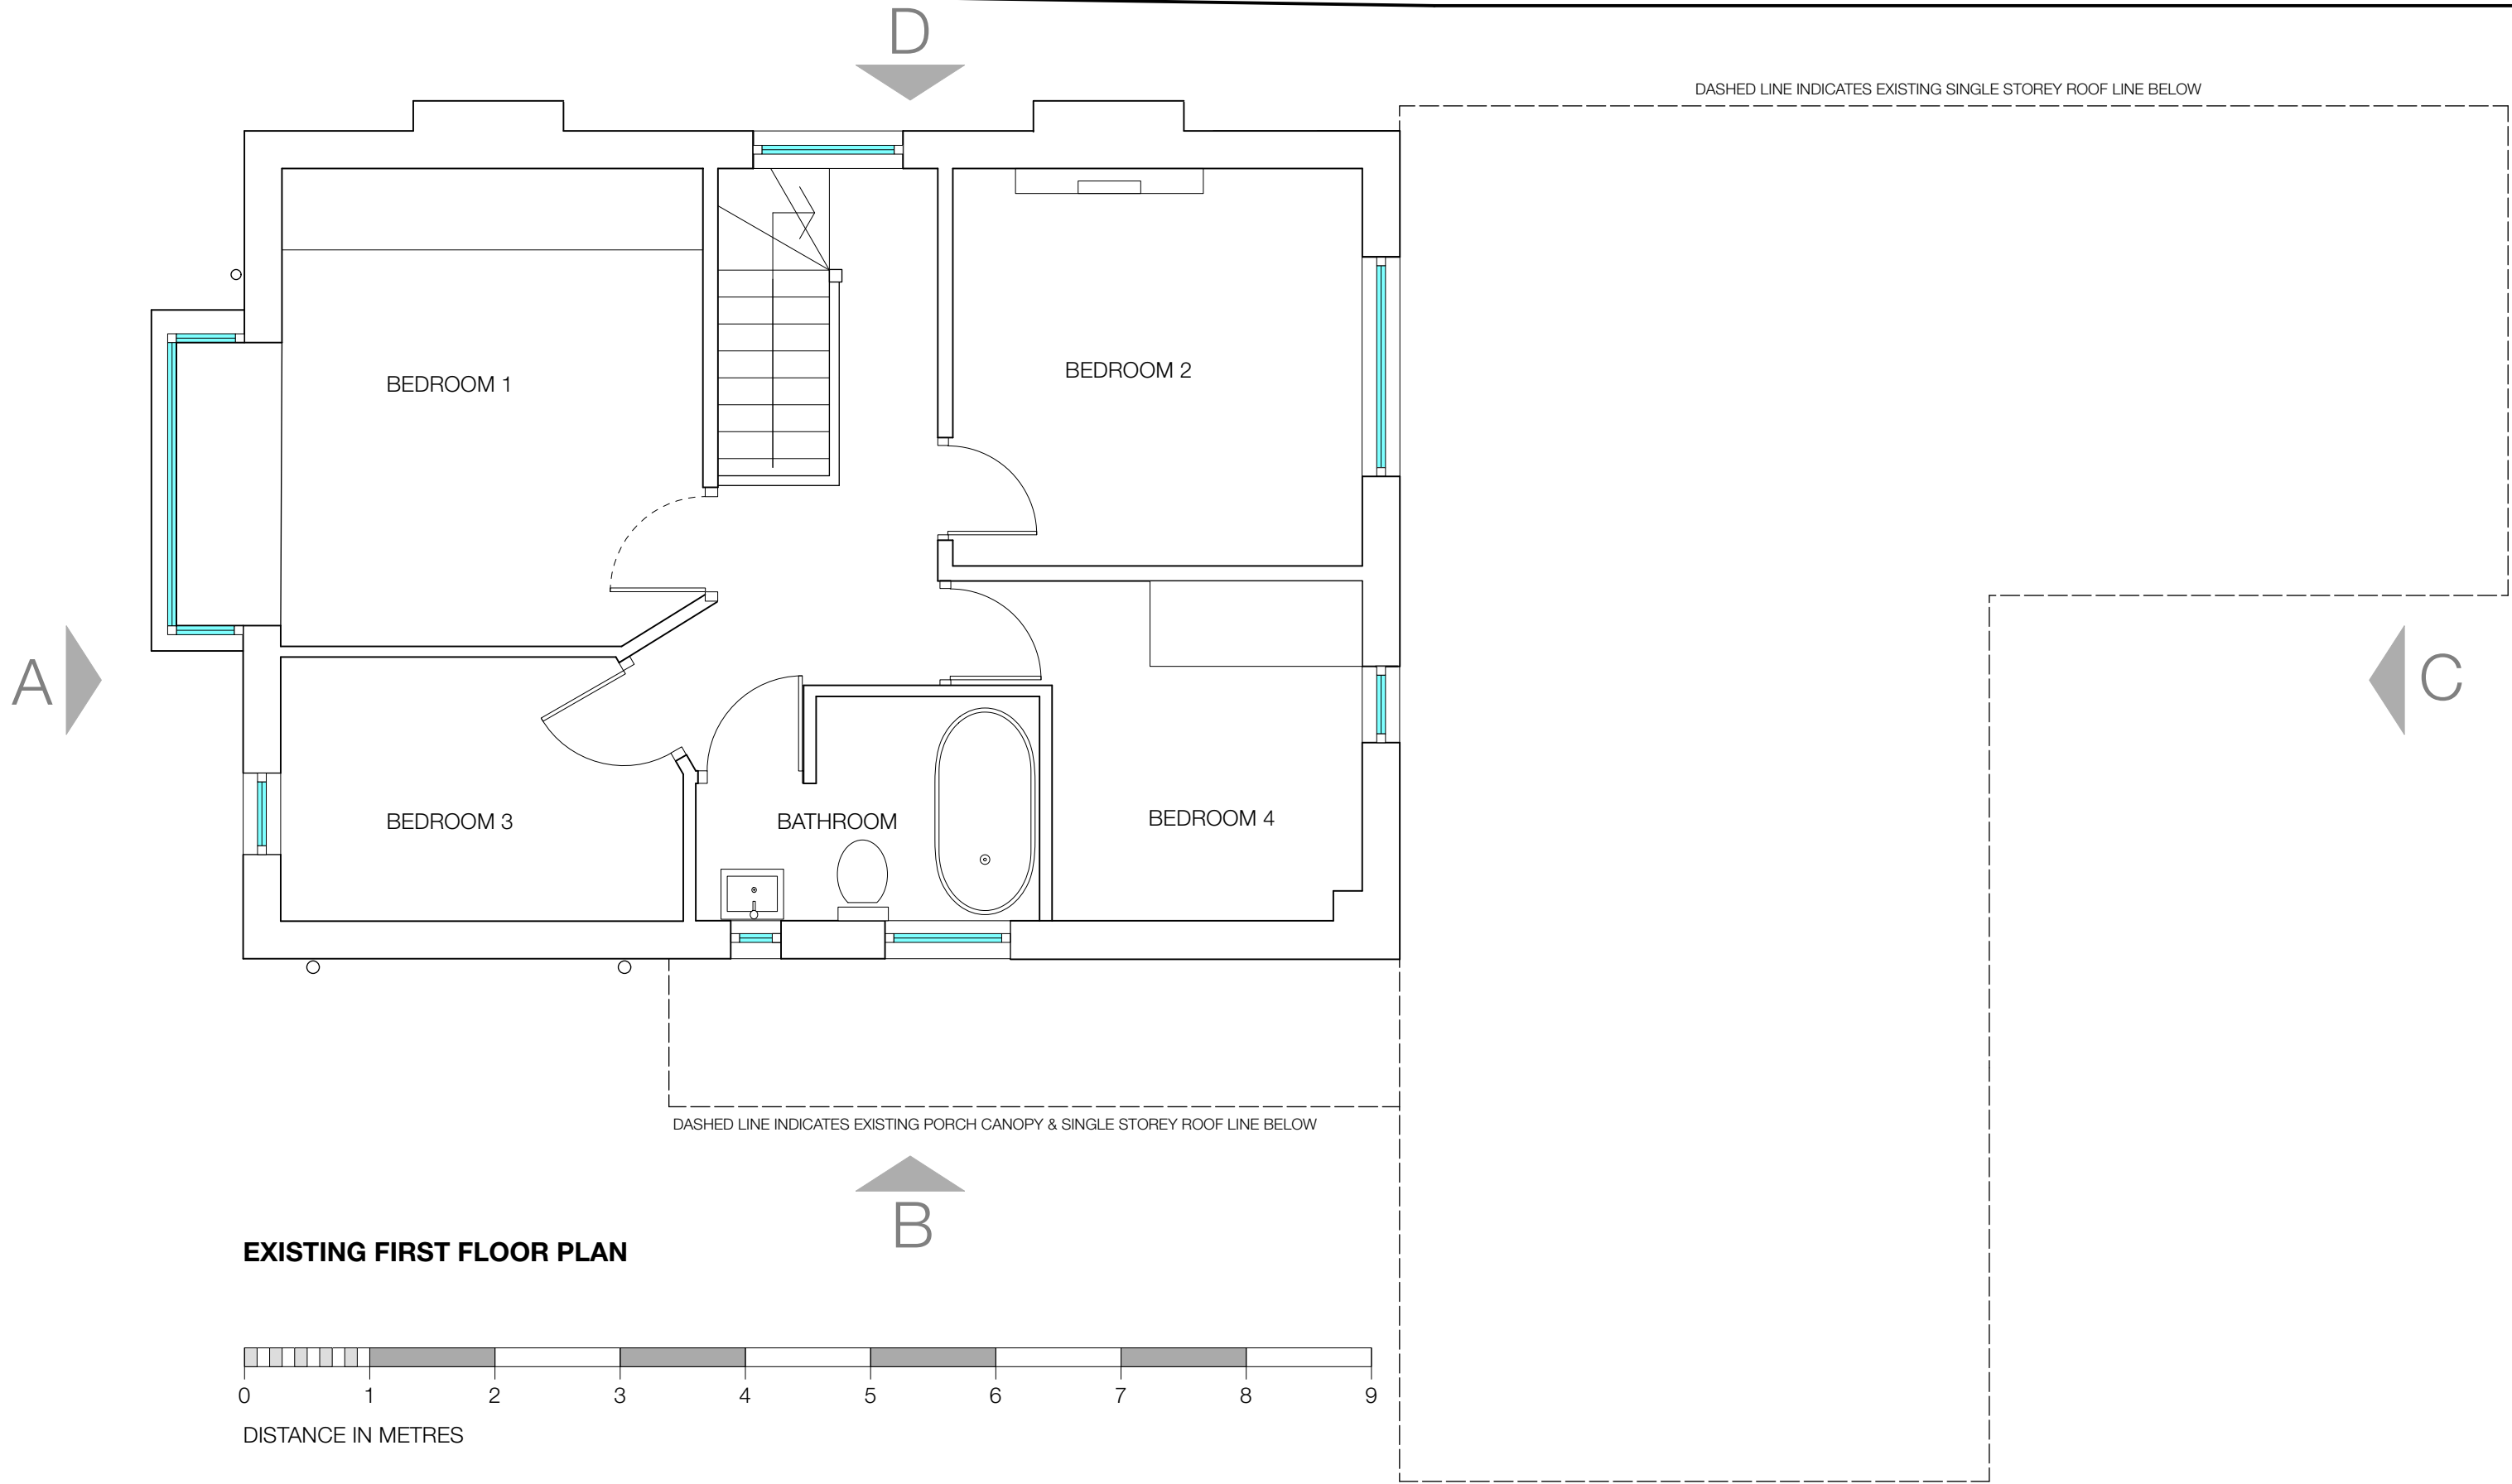 D
DASHED LINE INDICATES EXISTING SINGLE STOREY ROOF LINE BELOW
BEDROOM 1
BEDROOM 2
A
C
BEDROOM 3
BATHROOM
BEDROOM 4
DASHED LINE INDICATES EXISTING PORCH CANOPY & SINGLE STOREY ROOF LINE BELOW
B
EXISTING FIRST FLOOR PLAN
0 1 2 3 4 5 6 7 8 9
DISTANCE IN METRES